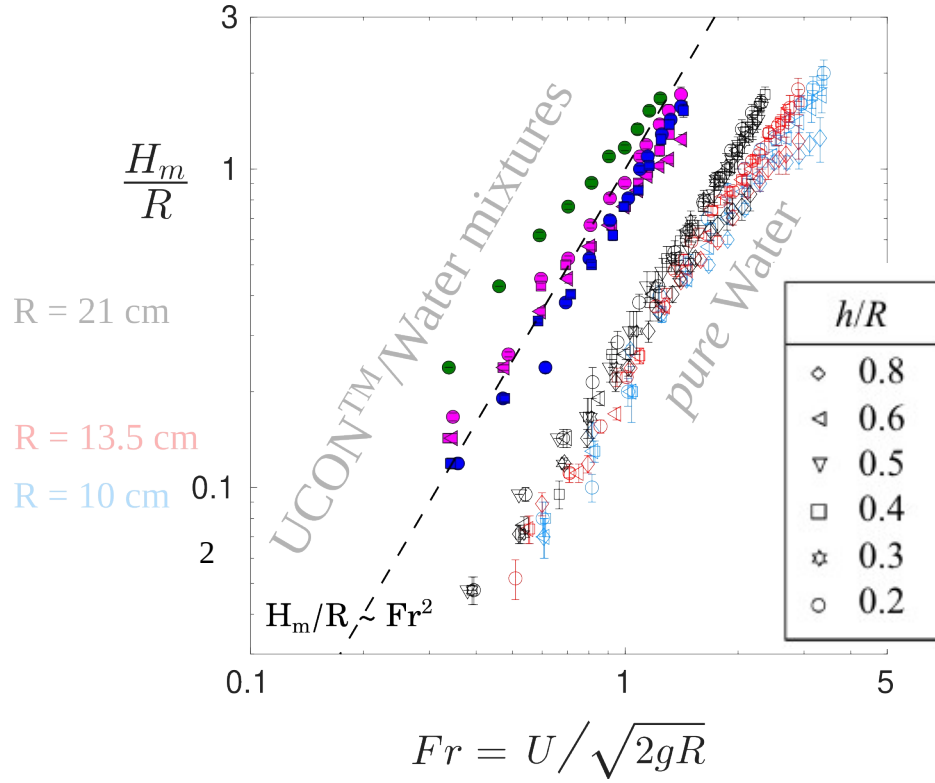 3
1
0.1
2
H_m/R
R = 21 cm
R = 13.5 cm
R = 10 cm
UCON™/Water mixtures
pure Water
H_m/R ~ Fr²
h/R
0.8
0.6
0.5
0.4
0.3
0.2
0.1 1 5
Fr = U/√2gR